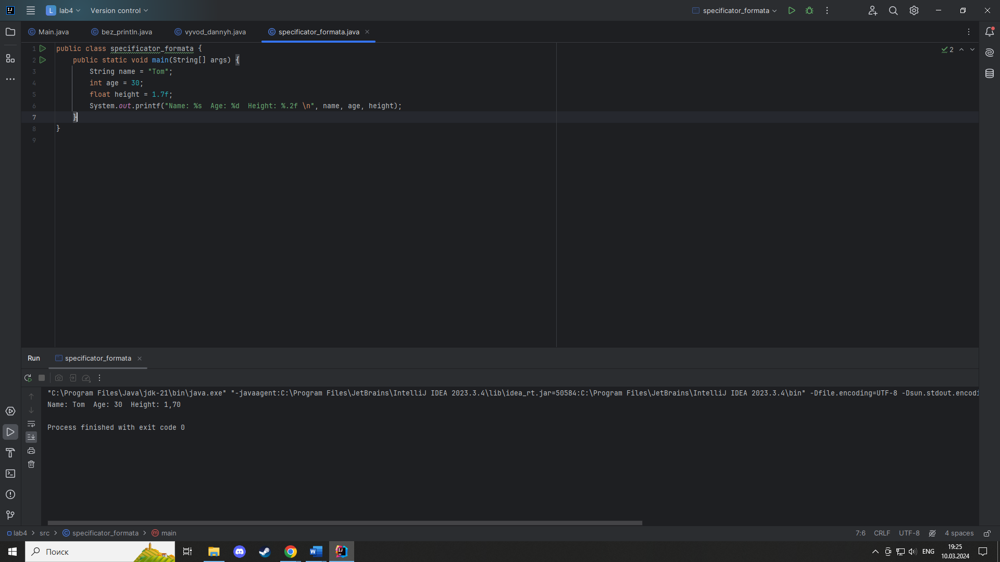 L lab4 Version control specificator_formata
Main.java bez_println.java vyvod_dannyh.java specificator_formata.java
1 public class specificator_formata {
2 public static void main(String[] args) {
3 String name = "Tom";
4 int age = 30;
5 float height = 1.7f;
6 System.out.printf("Name: %s  Age: %d  Height: %.2f \n", name, age, height);
7 }
8 }
9
2
Run specificator_formata
"C:\Program Files\Java\jdk-21\bin\java.exe" "-javaagent:C:\Program Files\JetBrains\IntelliJ IDEA 2023.3.4\lib\idea_rt.jar=50584:C:\Program Files\JetBrains\IntelliJ IDEA 2023.3.4\bin" -Dfile.encoding=UTF-8 -Dsun.stdout.encodi
Name: Tom  Age: 30  Height: 1,70
Process finished with exit code 0
lab4 > src > specificator_formata > main 7:6 CRLF UTF-8 4 spaces
Поиск ENG 19:25
10.03.2024